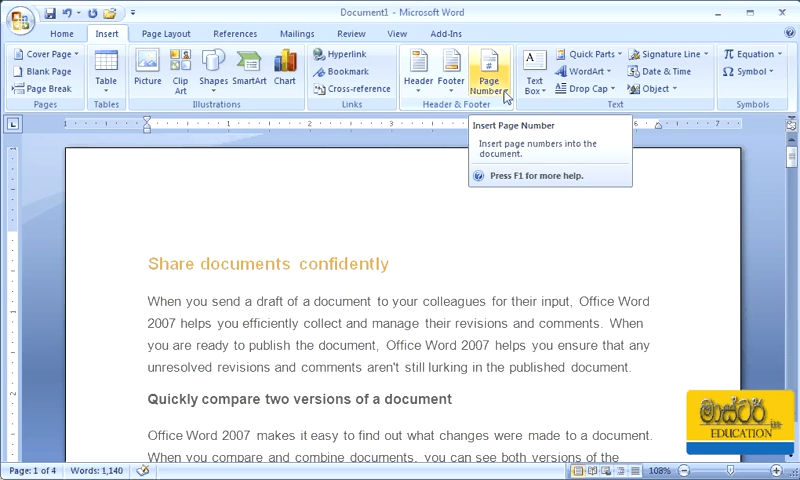 Document1 - Microsoft Word
Home Insert Page Layout References Mailings Review View Add-Ins
Cover Page Hyperlink Quick Parts Signature Line Equation
Blank Page Table Picture Clip Art Shapes SmartArt Chart Bookmark Header Footer Page Number Text Box WordArt Date & Time Symbol
Page Break Cross-reference Drop Cap Object
Pages Tables Illustrations Links Header & Footer Text Symbols
1 1 2 3 6 7
Insert Page Number
Insert page numbers into the
document.
Press F1 for more help.
Share documents confidently
When you send a draft of a document to your colleagues for their input, Office Word
2007 helps you efficiently collect and manage their revisions and comments. When
you are ready to publish the document, Office Word 2007 helps you ensure that any
unresolved revisions and comments aren't still lurking in the published document.
Quickly compare two versions of a document
Office Word 2007 makes it easy to find out what changes were made to a document.
When you compare and combine documents, you can see both versions of the
මාස්ටර් in
EDUCATION
Page: 1 of 4 Words: 1,140 108%